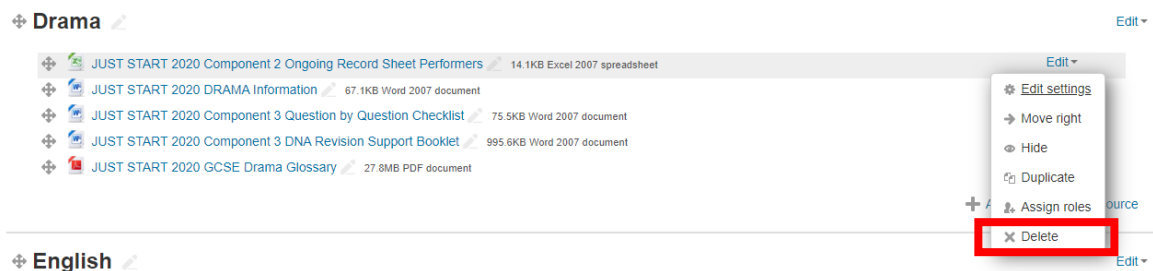 Drama Edit
JUST START 2020 Component 2 Ongoing Record Sheet Performers 14.1KB Excel 2007 spreadsheet Edit
JUST START 2020 DRAMA Information 67.1KB Word 2007 document
Edit settings
JUST START 2020 Component 3 Question by Question Checklist 75.5KB Word 2007 document
Move right
JUST START 2020 Component 3 DNA Revision Support Booklet 995.6KB Word 2007 document
Hide
JUST START 2020 GCSE Drama Glossary 27.8MB PDF document
Duplicate
Assign roles
Delete
English Edit